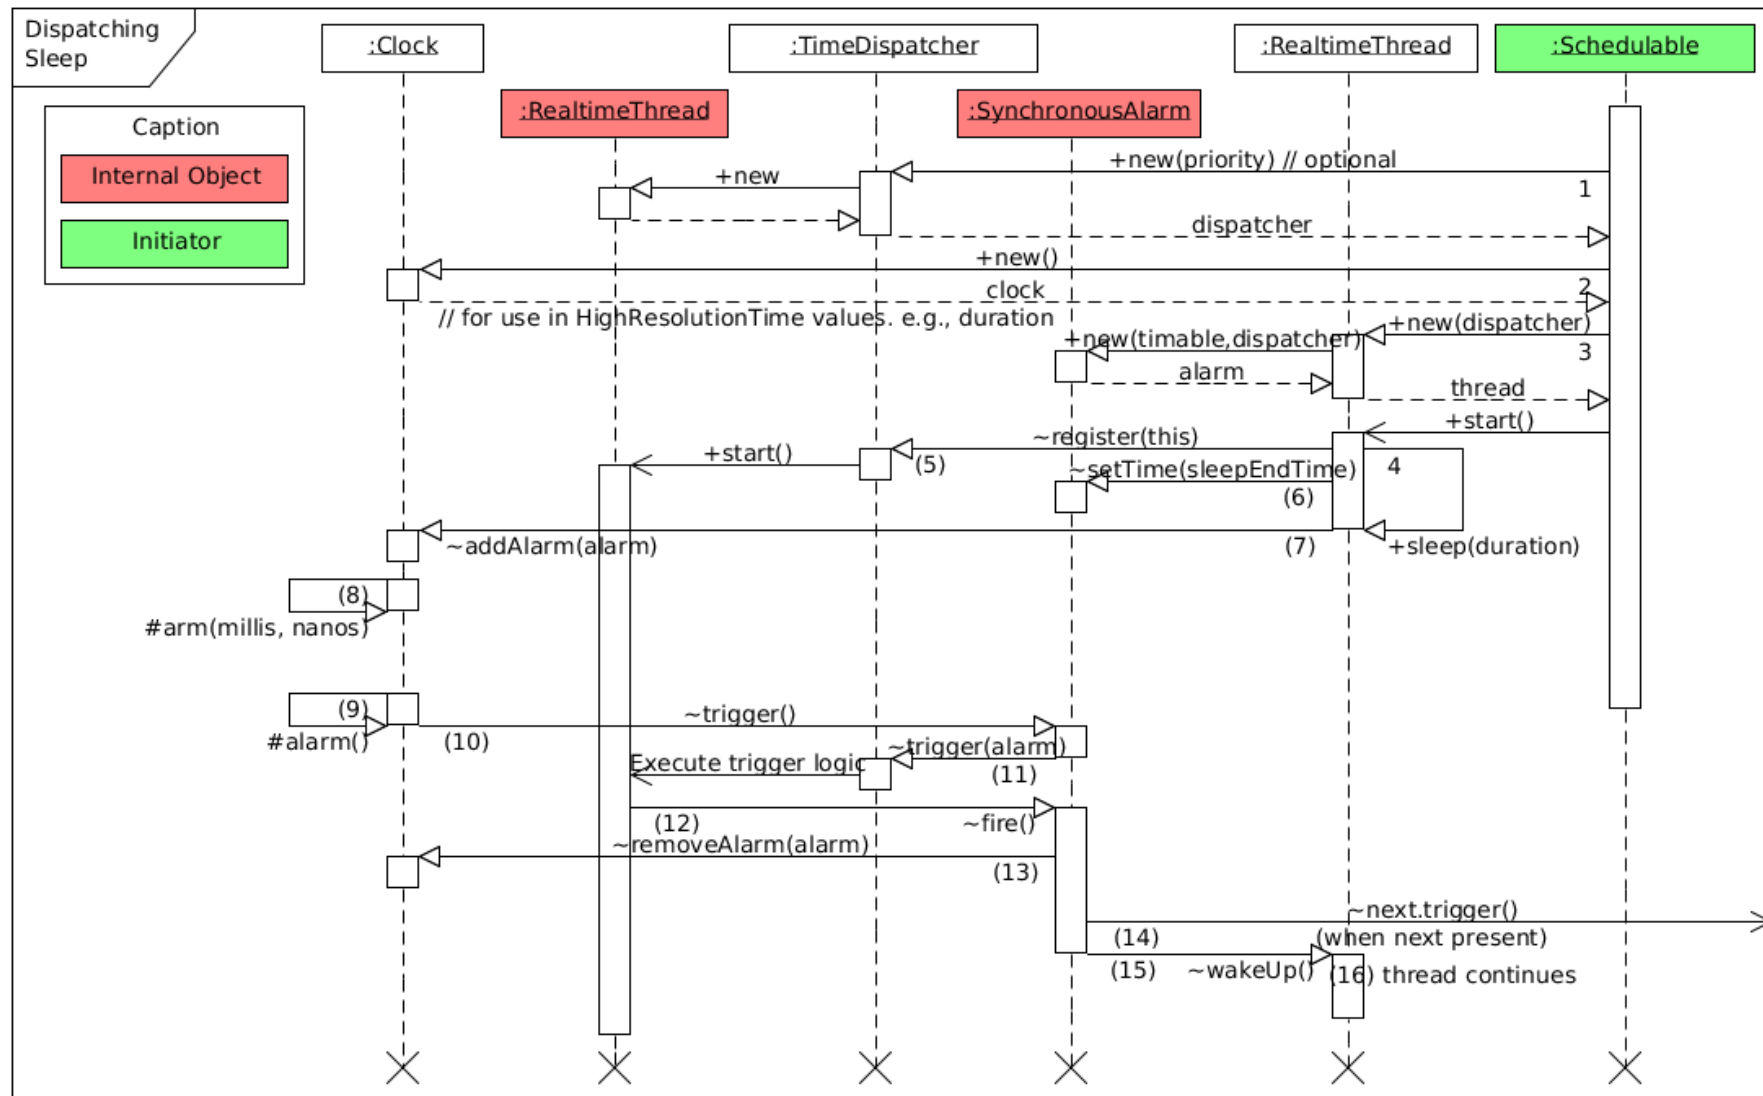 Dispatching
Sleep
:Clock
:TimeDispatcher
:RealtimeThread
:Schedulable
:RealtimeThread
:SynchronousAlarm
Caption
Internal Object
Initiator
+new(priority) // optional
1
+new
dispatcher
+new()
clock
2
// for use in HighResolutionTime values. e.g., duration
+new(dispatcher)
+new(timable,dispatcher)
3
alarm
thread
+start()
~register(this)
+start()
(5)
~setTime(sleepEndTime)
4
(6)
~addAlarm(alarm)
(7)
+sleep(duration)
(8)
#arm(millis, nanos)
(9)
~trigger()
#alarm()
(10)
~trigger(alarm)
Execute trigger logic
(11)
(12)
~fire()
~removeAlarm(alarm)
(13)
~next.trigger()
(14)
(when next present)
(15)
~wakeUp()
(16) thread continues